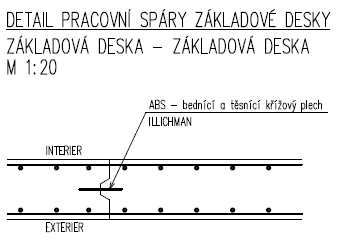 DETAIL PRACOVNÍ SPÁRY ZÁKLADOVÉ DESKY
ZÁKLADOVÁ DESKA – ZÁKLADOVÁ DESKA
M 1:20
ABS – bednící a těsnící křížový plech
ILLICHMAN
INTERIER
EXTERIER